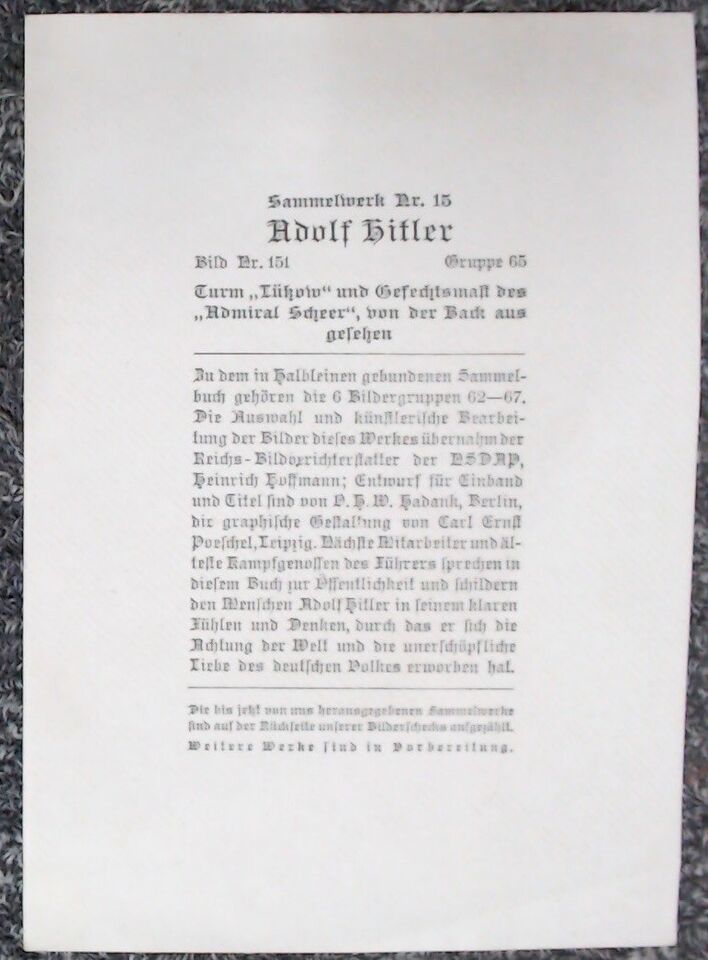 Sammelwerk Nr. 15
Adolf Hitler
Bild Nr. 151 Gruppe 65
Turm „Lützow“ und Gefechtsmast des
„Admiral Scheer“, von der Back aus
gesehen
Zu dem in Halbleinen gebundenen Sammel-
buch gehören die 6 Bildergruppen 62—67.
Die Auswahl und künstlerische Bearbei-
tung der Bilder dieses Werkes übernahm der
Reichs-Bildberichterstatter der NSDAP,
Heinrich Hoffmann; Entwurf für Einband
und Titel sind von O. H. W. Hadank, Berlin,
die graphische Gestaltung von Carl Ernst
Poeschel, Leipzig. Nächste Mitarbeiter und äl-
teste Kampfgenossen des Führers sprechen in
diesem Buch zur Öffentlichkeit und schildern
den Menschen Adolf Hitler in seinem klaren
Fühlen und Denken, durch das er sich die
Achtung der Welt und die unerschöpfliche
Liebe des deutschen Volkes erworben hat.
Die bis jetzt von uns herausgegebenen Sammelwerke
sind auf der Rückseite unserer Bilderschecks aufgezählt.
Weitere Werke sind in Vorbereitung.